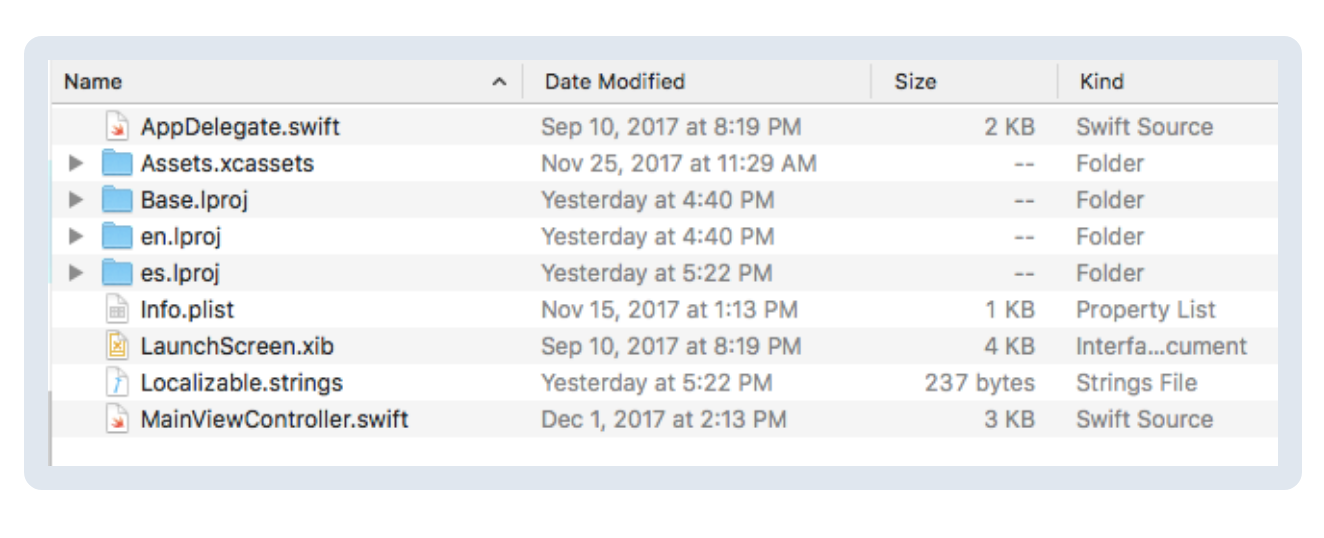 Name Date Modified Size Kind
AppDelegate.swift Sep 10, 2017 at 8:19 PM 2 KB Swift Source
Assets.xcassets Nov 25, 2017 at 11:29 AM -- Folder
Base.lproj Yesterday at 4:40 PM -- Folder
en.lproj Yesterday at 4:40 PM -- Folder
es.lproj Yesterday at 5:22 PM -- Folder
Info.plist Nov 15, 2017 at 1:13 PM 1 KB Property List
LaunchScreen.xib Sep 10, 2017 at 8:19 PM 4 KB Interfa...cument
Localizable.strings Yesterday at 5:22 PM 237 bytes Strings File
MainViewController.swift Dec 1, 2017 at 2:13 PM 3 KB Swift Source